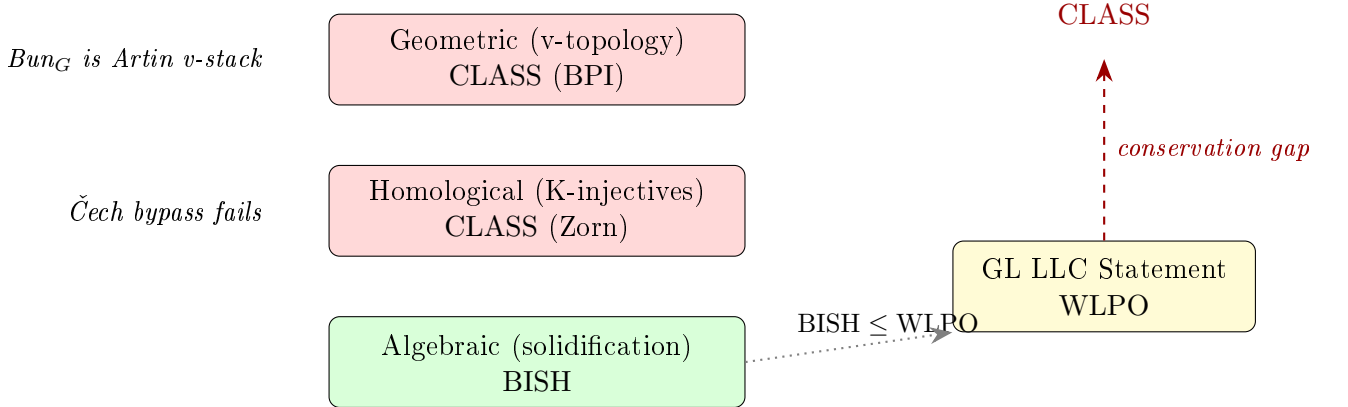 Bun_G is Artin v-stack
Geometric (v-topology)
CLASS (BPI)
CLASS
conservation gap
Čech bypass fails
Homological (K-injectives)
CLASS (Zorn)
GL LLC Statement
WLPO
Algebraic (solidification)
BISH
BISH ≤ WLPO